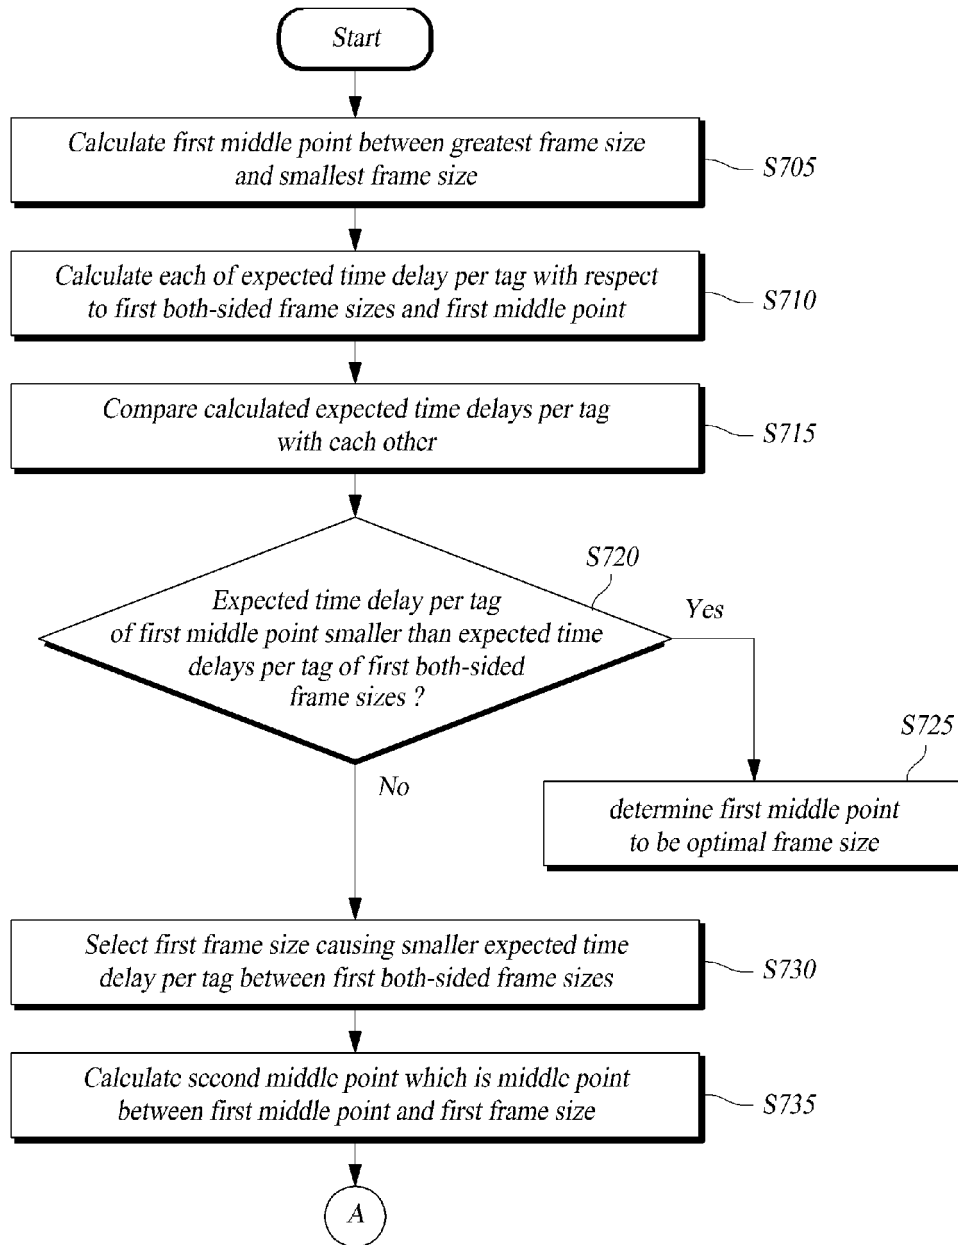 Start
Calculate first middle point between greatest frame size
and smallest frame size
S705
Calculate each of expected time delay per tag with respect
to first both-sided frame sizes and first middle point
S710
Compare calculated expected time delays per tag
with each other
S715
S720
Expected time delay per tag
of first middle point smaller than expected time
delays per tag of first both-sided
frame sizes ?
Yes
S725
No
determine first middle point
to be optimal frame size
Select first frame size causing smaller expected time
delay per tag between first both-sided frame sizes
S730
Calculate second middle point which is middle point
between first middle point and first frame size
S735
A